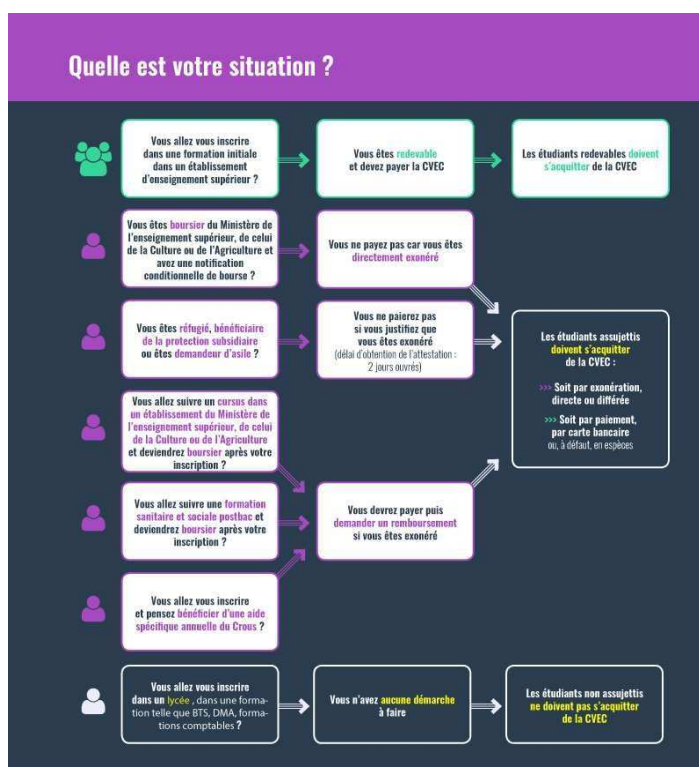 Quelle est votre situation ?
Vous allez vous inscrire
dans une formation initiale
dans un établissement
d'enseignement supérieur ?
Vous êtes redevable
et devez payer la CVEC
Les étudiants redevables doivent
s'acquitter de la CVEC
Vous êtes boursier du Ministère de
l'enseignement supérieur, de celui
de la Culture ou de l'Agriculture et
avez une notification
conditionnelle de bourse ?
Vous ne payez pas car vous êtes
directement exonéré
Vous êtes réfugié, bénéficiaire
de la protection subsidiaire
ou êtes demandeur d'asile ?
Vous ne paierez pas
si vous justifiez que
vous êtes exonéré
(délai d'obtention de l'attestation :
2 jours ouvrés)
Les étudiants assujettis
doivent s'acquitter
de la CVEC :
>>> Soit par exonération,
directe ou différée
>>> Soit par paiement,
par carte bancaire
ou, à défaut, en espèces
Vous allez suivre un cursus dans
un établissement du Ministère de
l'enseignement supérieur, de celui
de la Culture ou de l'Agriculture
et deviendrez boursier après votre
inscription ?
Vous allez suivre une formation
sanitaire et sociale postbac et
deviendrez boursier après votre
inscription ?
Vous devrez payer puis
demander un remboursement
si vous êtes exonéré
Vous allez vous inscrire
et pensez bénéficier d'une aide
spécifique annuelle du Crous ?
Vous allez vous inscrire
dans un lycée , dans une forma-
tion telle que BTS, DMA, forma-
tions comptables ?
Vous n'avez aucune démarche
à faire
Les étudiants non assujettis
ne doivent pas s'acquitter
de la CVEC